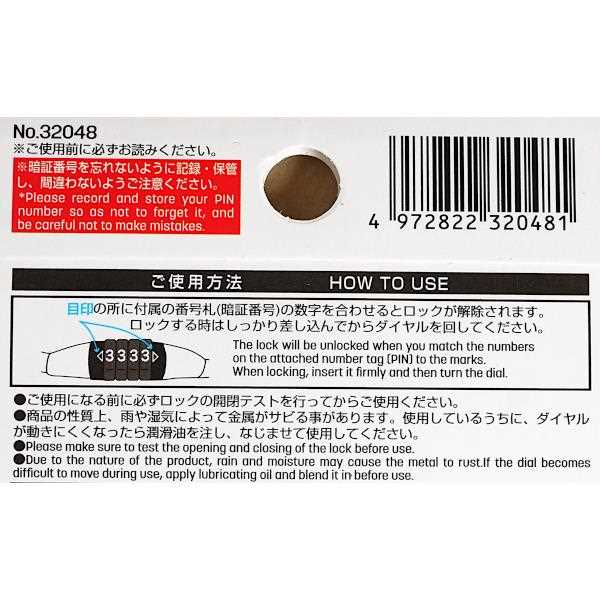 No.32048
※ご使用前に必ずお読みください。
※暗証番号を忘れないように記録・保管
し、間違わないようご注意ください。
*Please record and store your PIN
number so as not to forget it, and
be careful not to make mistakes.
4 972822 320481
ご使用方法 HOW TO USE
目印の所に付属の番号札(暗証番号)の数字を合わせるとロックが解除されます。
ロックする時はしっかり差し込んでからダイヤルを回してください。
◁3333▷
The lock will be unlocked when you match the numbers
on the attached number tag (PIN) to the marks.
When locking, insert it firmly and then turn the dial.
●ご使用になる前に必ずロックの開閉テストを行ってからご使用ください。
●商品の性質上、雨や湿気によって金属がサビる事があります。使用しているうちに、ダイヤル
が動きにくくなったら潤滑油を注し、なじませて使用してください。
●Please make sure to test the opening and closing of the lock before use.
●Due to the nature of the product, rain and moisture may cause the metal to rust.If the dial becomes
difficult to move during use, apply lubricating oil and blend it in before use.